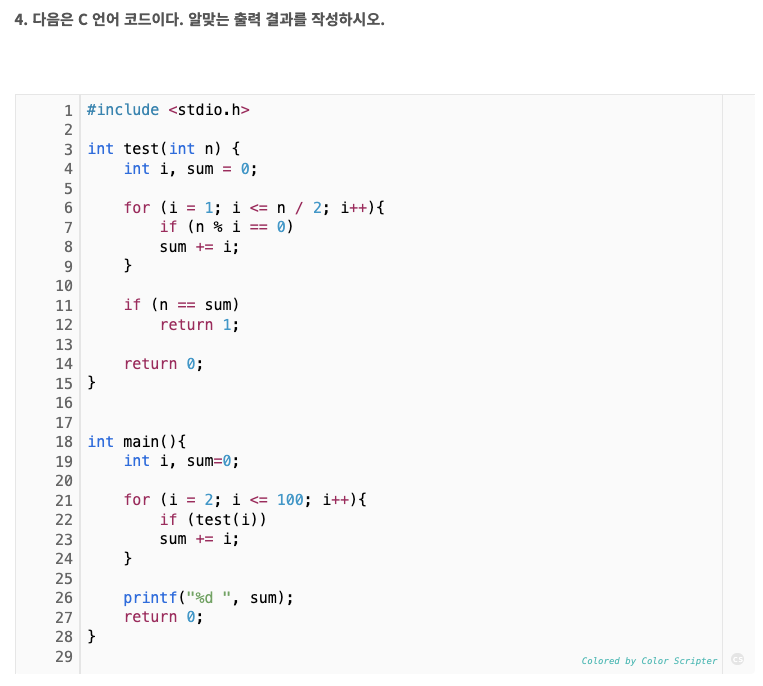 4. 다음은 C 언어 코드이다. 알맞는 출력 결과를 작성하시오.
1 #include <stdio.h>
2
3 int test(int n) {
4     int i, sum = 0;
5
6     for (i = 1; i <= n / 2; i++){
7         if (n % i == 0)
8         sum += i;
9     }
10
11     if (n == sum)
12         return 1;
13
14     return 0;
15 }
16
17
18 int main(){
19     int i, sum=0;
20
21     for (i = 2; i <= 100; i++){
22         if (test(i))
23         sum += i;
24     }
25
26     printf("%d ", sum);
27     return 0;
28 }
29
Colored by Color Scripter
CS